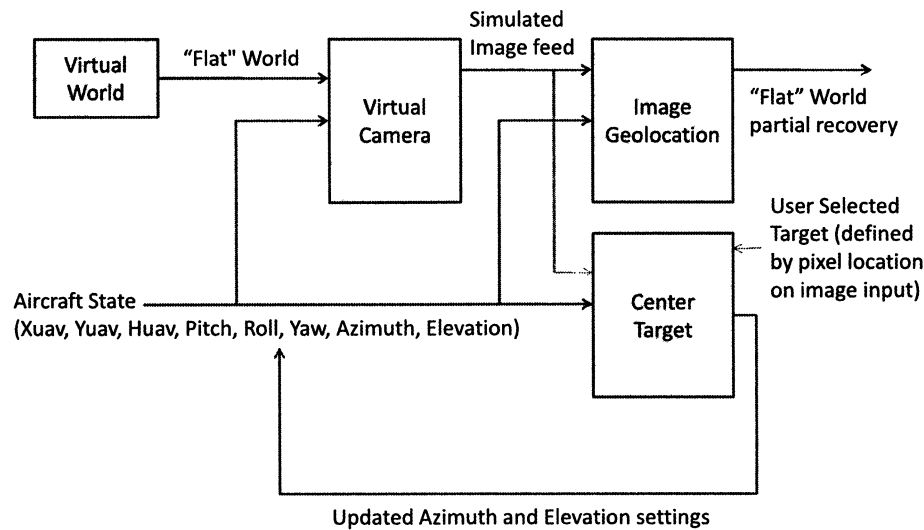 Simulated
Image feed
Virtual
World
“Flat" World
Virtual
Camera
Image
Geolocation
“Flat” World
partial recovery
User Selected
Target (defined
by pixel location
on image input)
Center
Target
Aircraft State
(Xuav, Yuav, Huav, Pitch, Roll, Yaw, Azimuth, Elevation)
Updated Azimuth and Elevation settings